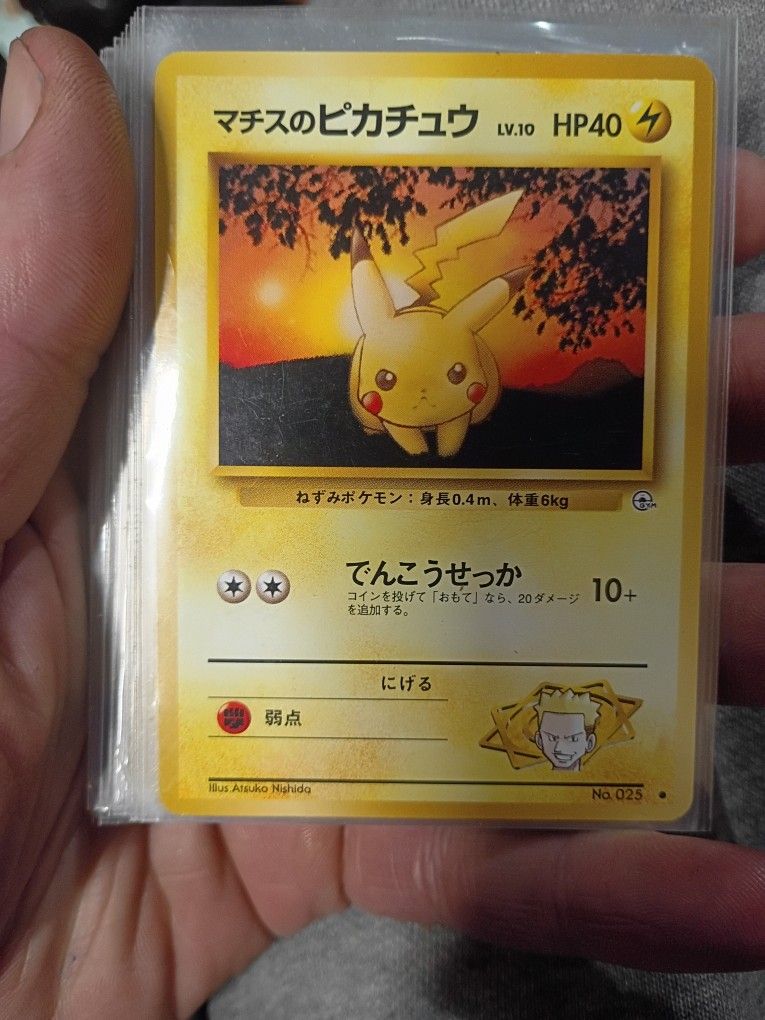 マチスのピカチュウ LV.10 HP40
ねずみポケモン：身長0.4m、体重6kg
GYM
でんこうせっか 10+
コインを投げて「おもて」なら、20ダメージ
を追加する。
にげる
弱点
Illus.Atsuko Nishida No. 025